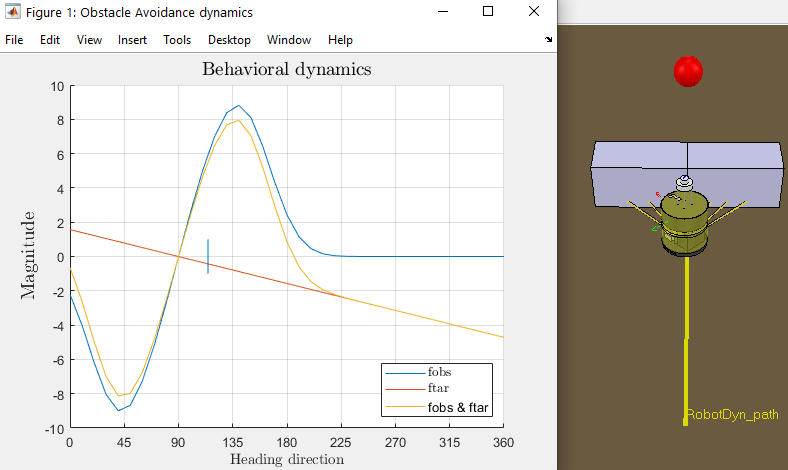 Figure 1: Obstacle Avoidance dynamics
File Edit View Insert Tools Desktop Window Help
Behavioral dynamics
10
8
6
4
2
0
-2
-4
-6
-8
-10
Magnitude
0 45 90 135 180 225 270 315 360
Heading direction
fobs
ftar
fobs & ftar
RobotDyn_path